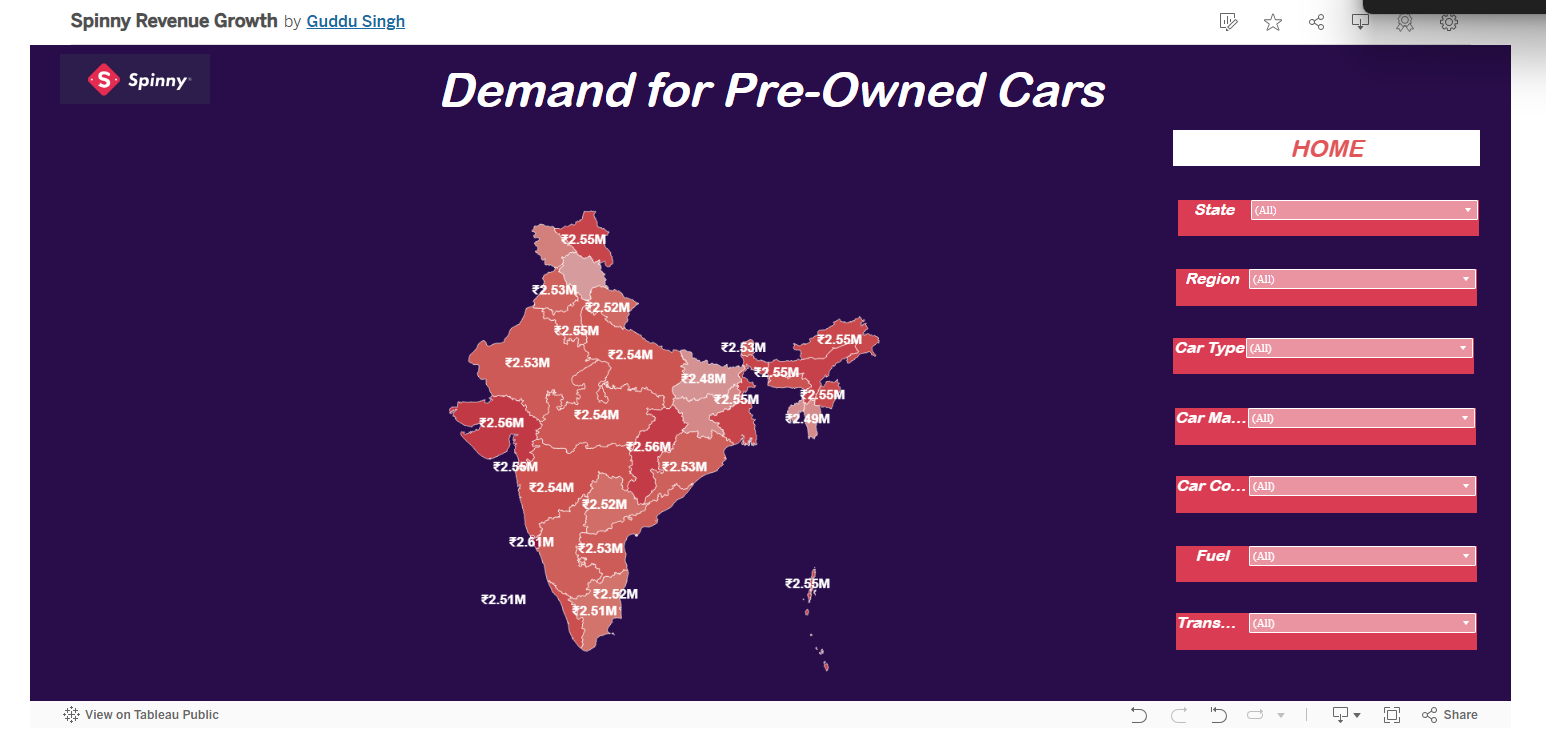 Spinny Revenue Growth by Guddu Singh
S Spinny
Demand for Pre-Owned Cars
HOME
State (All)
Region (All)
Car Type (All)
Car Ma... (All)
Car Co... (All)
Fuel (All)
Trans... (All)
₹2.55M
₹2.53M
₹2.52M
₹2.55M
₹2.54M
₹2.53M
₹2.53M
₹2.55M
₹2.48M
₹2.55M
₹2.55M
₹2.55M
₹2.49M
₹2.56M
₹2.54M
₹2.56M
₹2.55M
₹2.53M
₹2.54M
₹2.52M
₹2.61M
₹2.53M
₹2.51M
₹2.52M
₹2.51M
₹2.55M
View on Tableau Public
Share